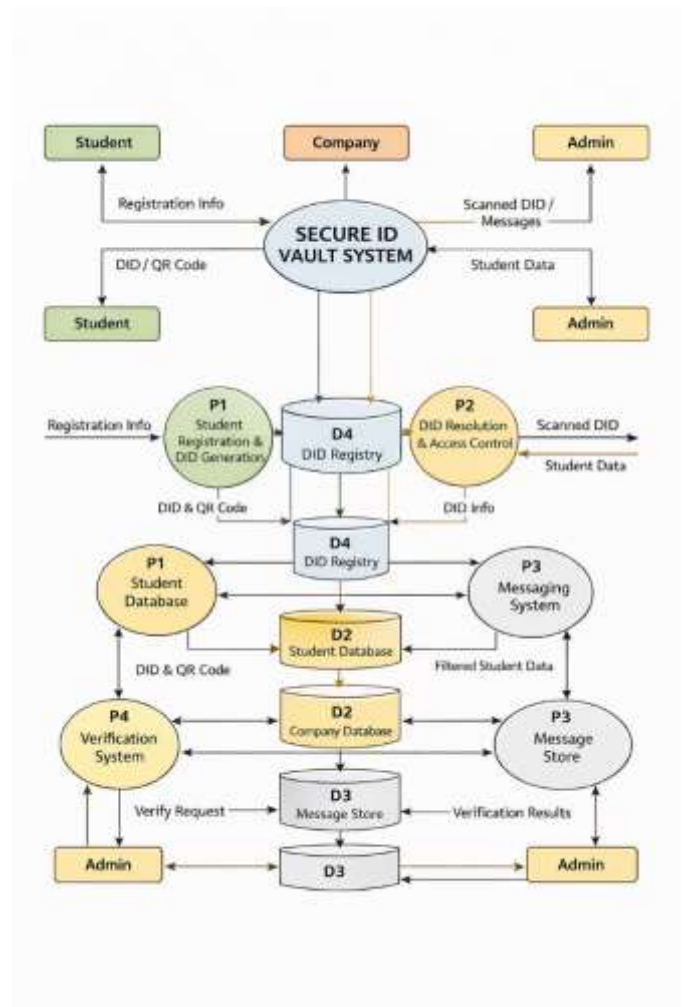 Student
Company
Admin
Registration Info
Scanned DID /
Messages
SECURE ID
VAULT SYSTEM
DID / QR Code
Student Data
Student
Admin
P1
Student
Registration &
DID Generation
Registration Info
D4
DID Registry
P2
DID Resolution
& Access Control
Scanned DID
Student Data
DID & QR Code
DID Info
D4
DID Registry
P1
Student
Database
P3
Messaging
System
D2
Student Database
DID & QR Code
Filtered Student Data
D2
Company Database
P4
Verification
System
P3
Message
Store
D3
Message Store
Verify Request
Verification Results
Admin
D3
Admin